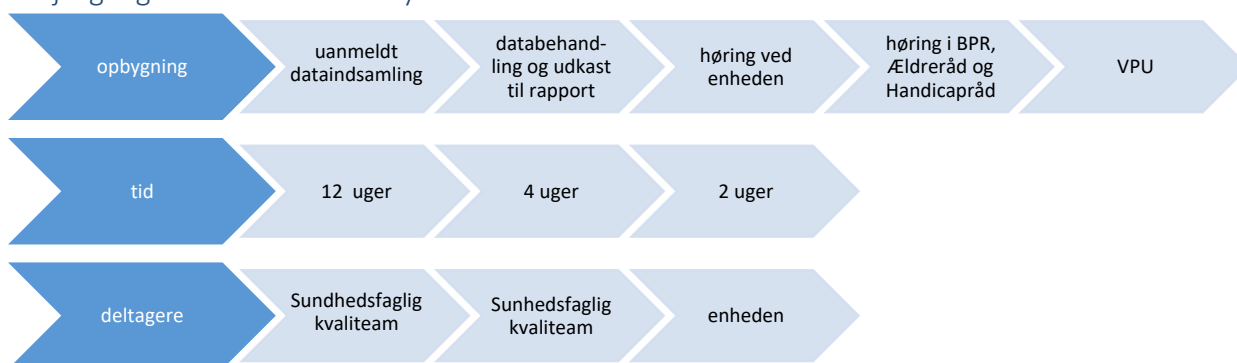 opbygning
uanmeldt
dataindsamling
databehand-
ling og udkast
til rapport
høring ved
enheden
høring i BPR,
Ældreråd og
Handicapråd
VPU
tid
12 uger
4 uger
2 uger
deltagere
Sundhedsfaglig
kvaliteam
Sunhedsfaglig
kvaliteam
enheden